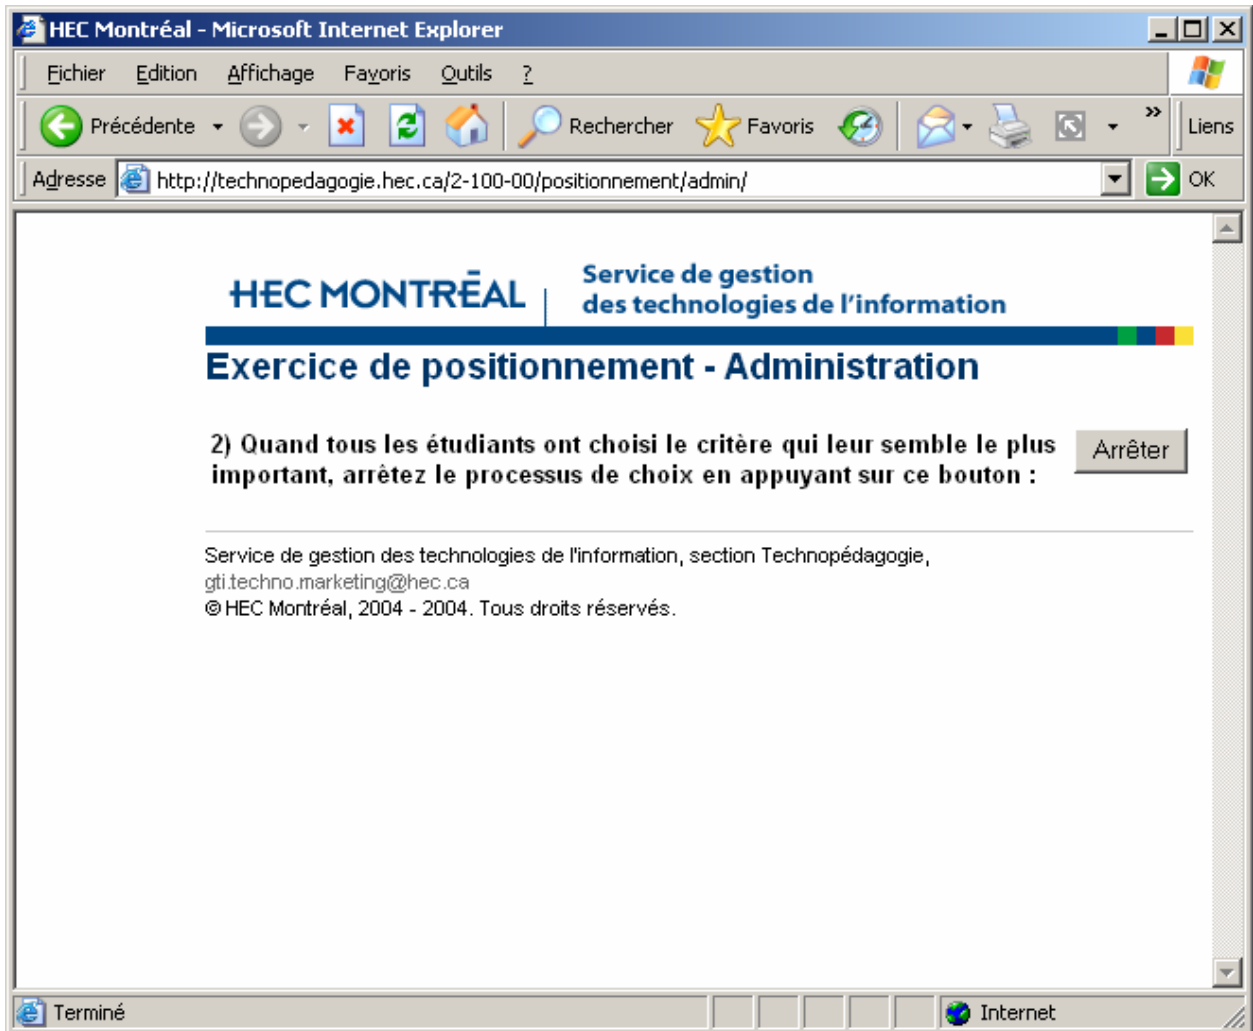 HEC Montréal - Microsoft Internet Explorer
Fichier Edition Affichage Favoris Outils ?
Précédente Rechercher Favoris » Liens
Adresse http://technopedagogie.hec.ca/2-100-00/positionnement/admin/ OK
HEC MONTRĒAL
Service de gestion
des technologies de l'information
Exercice de positionnement - Administration
2) Quand tous les étudiants ont choisi le critère qui leur semble le plus
important, arrêtez le processus de choix en appuyant sur ce bouton :
Arrêter
Service de gestion des technologies de l'information, section Technopédagogie,
gti.techno.marketing@hec.ca
© HEC Montréal, 2004 - 2004. Tous droits réservés.
Terminé Internet